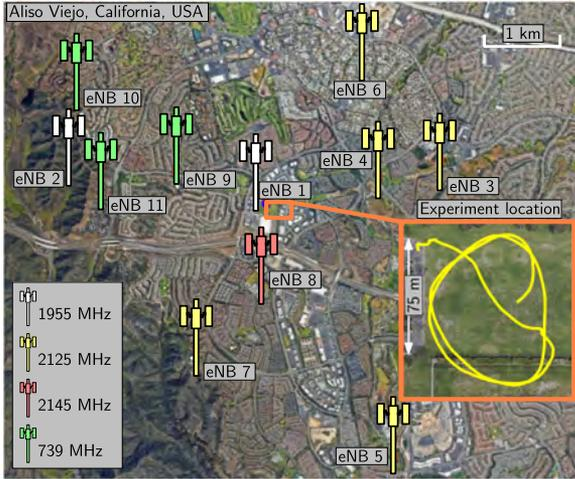 Aliso Viejo, California, USA
1 km
eNB 10
eNB 6
eNB 2
eNB 4
eNB 9
eNB 3
eNB 1
eNB 11
Experiment location
eNB 8
75 m
1955 MHz
2125 MHz
eNB 7
2145 MHz
739 MHz
eNB 5